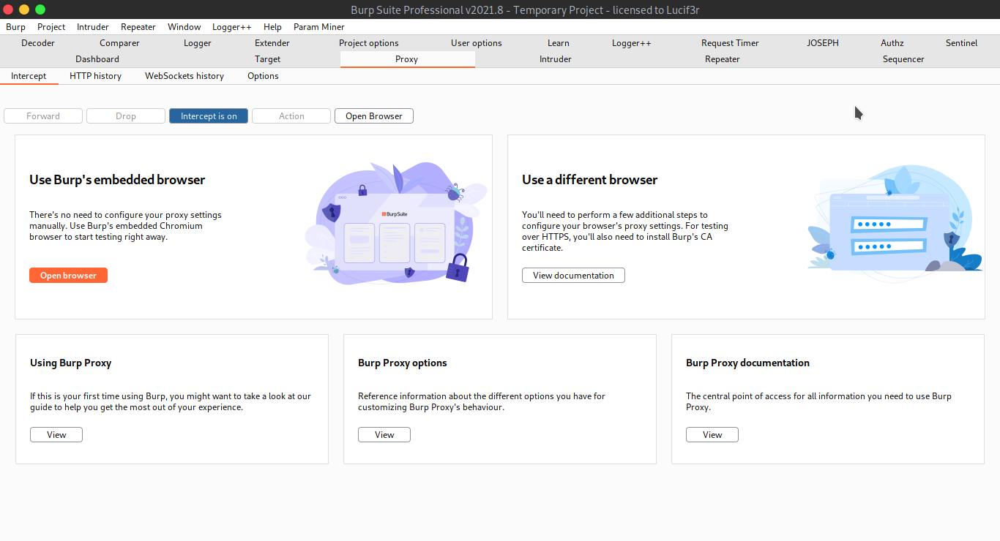 Burp Suite Professional v2021.8 - Temporary Project - licensed to Lucif3r
Burp Project Intruder Repeater Window Logger++ Help Param Miner
Decoder Comparer Logger Extender Project options User options Learn Logger++ Request Timer JOSEPH Authz Sentinel
Dashboard Target Proxy Intruder Repeater Sequencer
Intercept HTTP history WebSockets history Options
Forward Drop Intercept is on Action Open Browser
Use Burp's embedded browser
There's no need to configure your proxy settings
manually. Use Burp's embedded Chromium
browser to start testing right away.
Open browser
Burp Suite
Use a different browser
You'll need to perform a few additional steps to
configure your browser's proxy settings. For testing
over HTTPS, you'll also need to install Burp's CA
certificate.
View documentation
Using Burp Proxy
If this is your first time using Burp, you might want to take a look at our
guide to help you get the most out of your experience.
View
Burp Proxy options
Reference information about the different options you have for
customizing Burp Proxy's behaviour.
View
Burp Proxy documentation
The central point of access for all information you need to use Burp
Proxy.
View